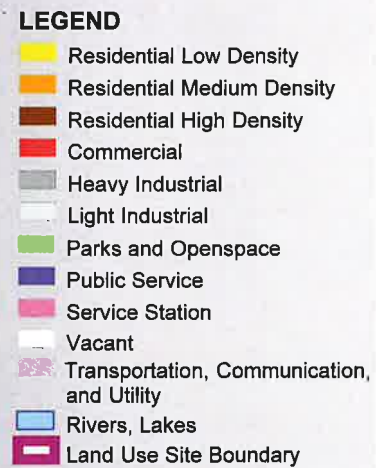 LEGEND
Residential Low Density
Residential Medium Density
Residential High Density
Commercial
Heavy Industrial
Light Industrial
Parks and Openspace
Public Service
Service Station
Vacant
Transportation, Communication,
and Utility
Rivers, Lakes
Land Use Site Boundary